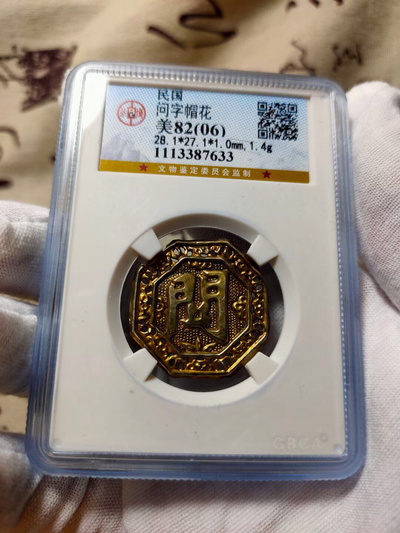 民国
问字帽花
美82(06)
28.1*27.1*1.0mm,1.4g
1113387633
★ 文物鉴定委员会监制 ★
問
GBCA